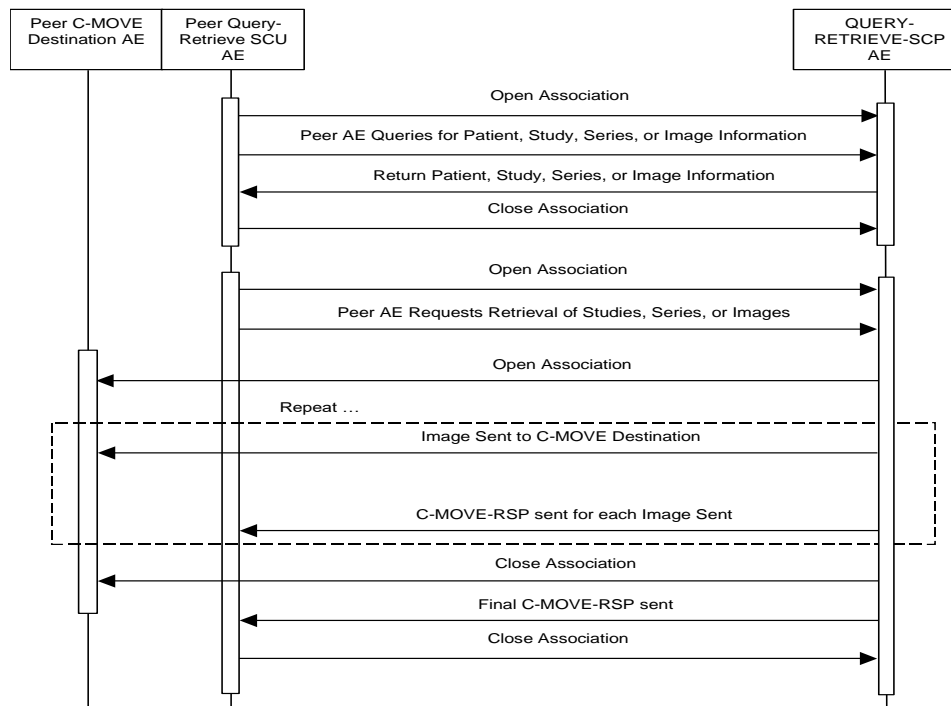 Peer C-MOVE
Destination AE
Peer Query-
Retrieve SCU
AE
QUERY-
RETRIEVE-SCP
AE
Open Association
Peer AE Queries for Patient, Study, Series, or Image Information
Return Patient, Study, Series, or Image Information
Close Association
Open Association
Peer AE Requests Retrieval of Studies, Series, or Images
Open Association
Repeat …
Image Sent to C-MOVE Destination
C-MOVE-RSP sent for each Image Sent
Close Association
Final C-MOVE-RSP sent
Close Association